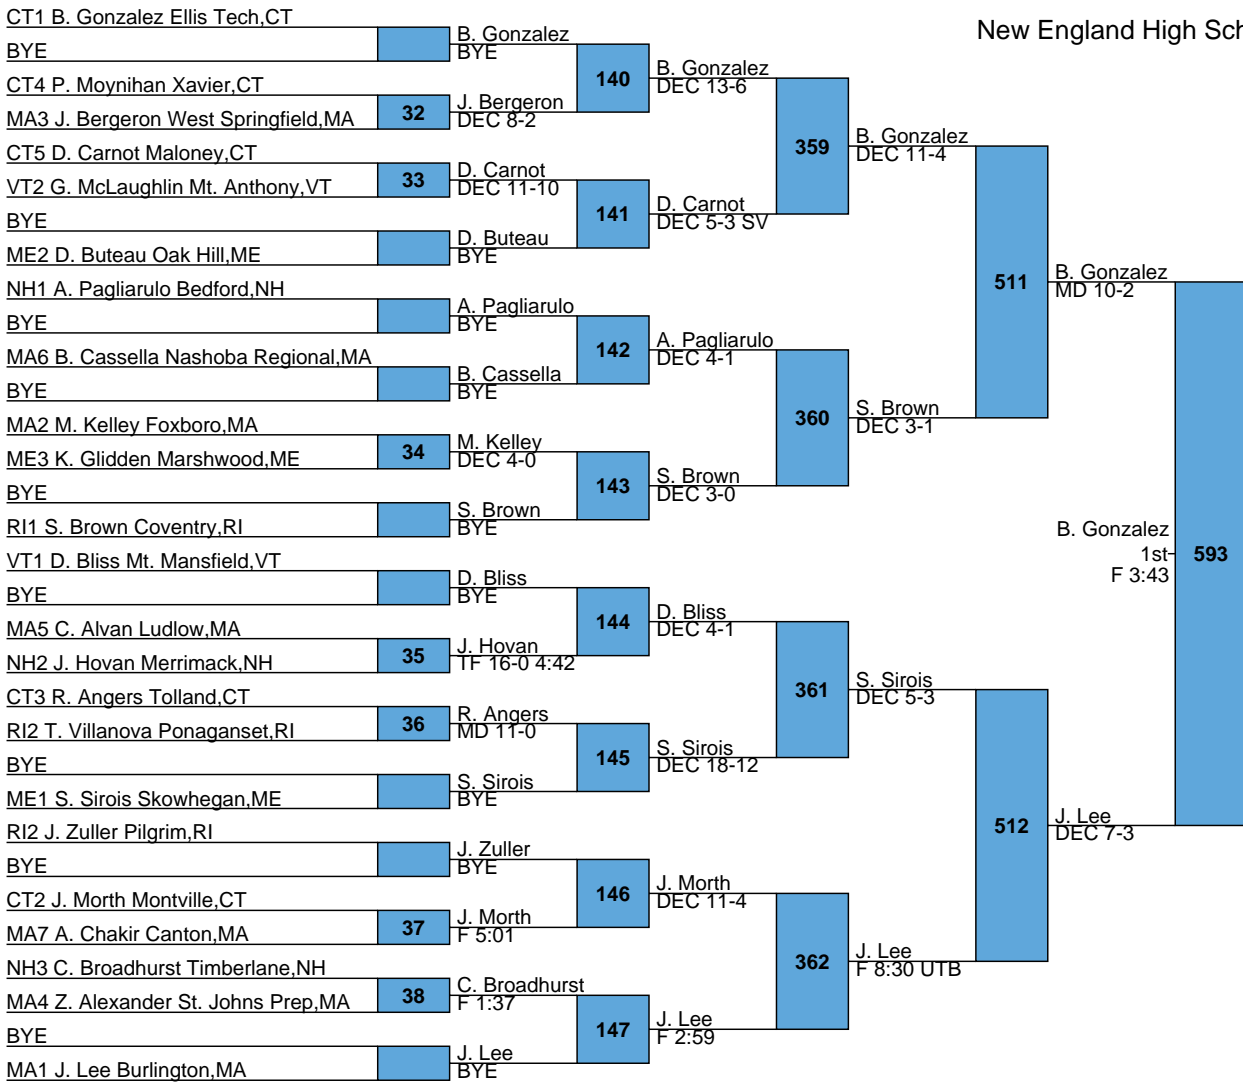 New England High Sch
CT1 B. Gonzalez Ellis Tech,CT
BYE
CT4 P. Moynihan Xavier,CT
MA3 J. Bergeron West Springfield,MA
CT5 D. Carnot Maloney,CT
VT2 G. McLaughlin Mt. Anthony,VT
BYE
ME2 D. Buteau Oak Hill,ME
NH1 A. Pagliarulo Bedford,NH
BYE
MA6 B. Cassella Nashoba Regional,MA
BYE
MA2 M. Kelley Foxboro,MA
ME3 K. Glidden Marshwood,ME
BYE
RI1 S. Brown Coventry,RI
VT1 D. Bliss Mt. Mansfield,VT
BYE
MA5 C. Alvan Ludlow,MA
NH2 J. Hovan Merrimack,NH
CT3 R. Angers Tolland,CT
RI2 T. Villanova Ponaganset,RI
BYE
ME1 S. Sirois Skowhegan,ME
RI2 J. Zuller Pilgrim,RI
BYE
CT2 J. Morth Montville,CT
MA7 A. Chakir Canton,MA
NH3 C. Broadhurst Timberlane,NH
MA4 Z. Alexander St. Johns Prep,MA
BYE
MA1 J. Lee Burlington,MA
32
33
34
35
36
37
38
B. Gonzalez
BYE
J. Bergeron
DEC 8-2
D. Carnot
DEC 11-10
D. Buteau
BYE
A. Pagliarulo
BYE
B. Cassella
BYE
M. Kelley
DEC 4-0
S. Brown
BYE
D. Bliss
BYE
J. Hovan
TF 16-0 4:42
R. Angers
MD 11-0
S. Sirois
BYE
J. Zuller
BYE
J. Morth
F 5:01
C. Broadhurst
F 1:37
J. Lee
BYE
140
141
142
143
144
145
146
147
B. Gonzalez
DEC 13-6
D. Carnot
DEC 5-3 SV
A. Pagliarulo
DEC 4-1
S. Brown
DEC 3-0
D. Bliss
DEC 4-1
S. Sirois
DEC 18-12
J. Morth
DEC 11-4
J. Lee
F 2:59
359
360
361
362
B. Gonzalez
DEC 11-4
S. Brown
DEC 3-1
S. Sirois
DEC 5-3
J. Lee
F 8:30 UTB
511
512
B. Gonzalez
MD 10-2
J. Lee
DEC 7-3
B. Gonzalez
1st
F 3:43
593